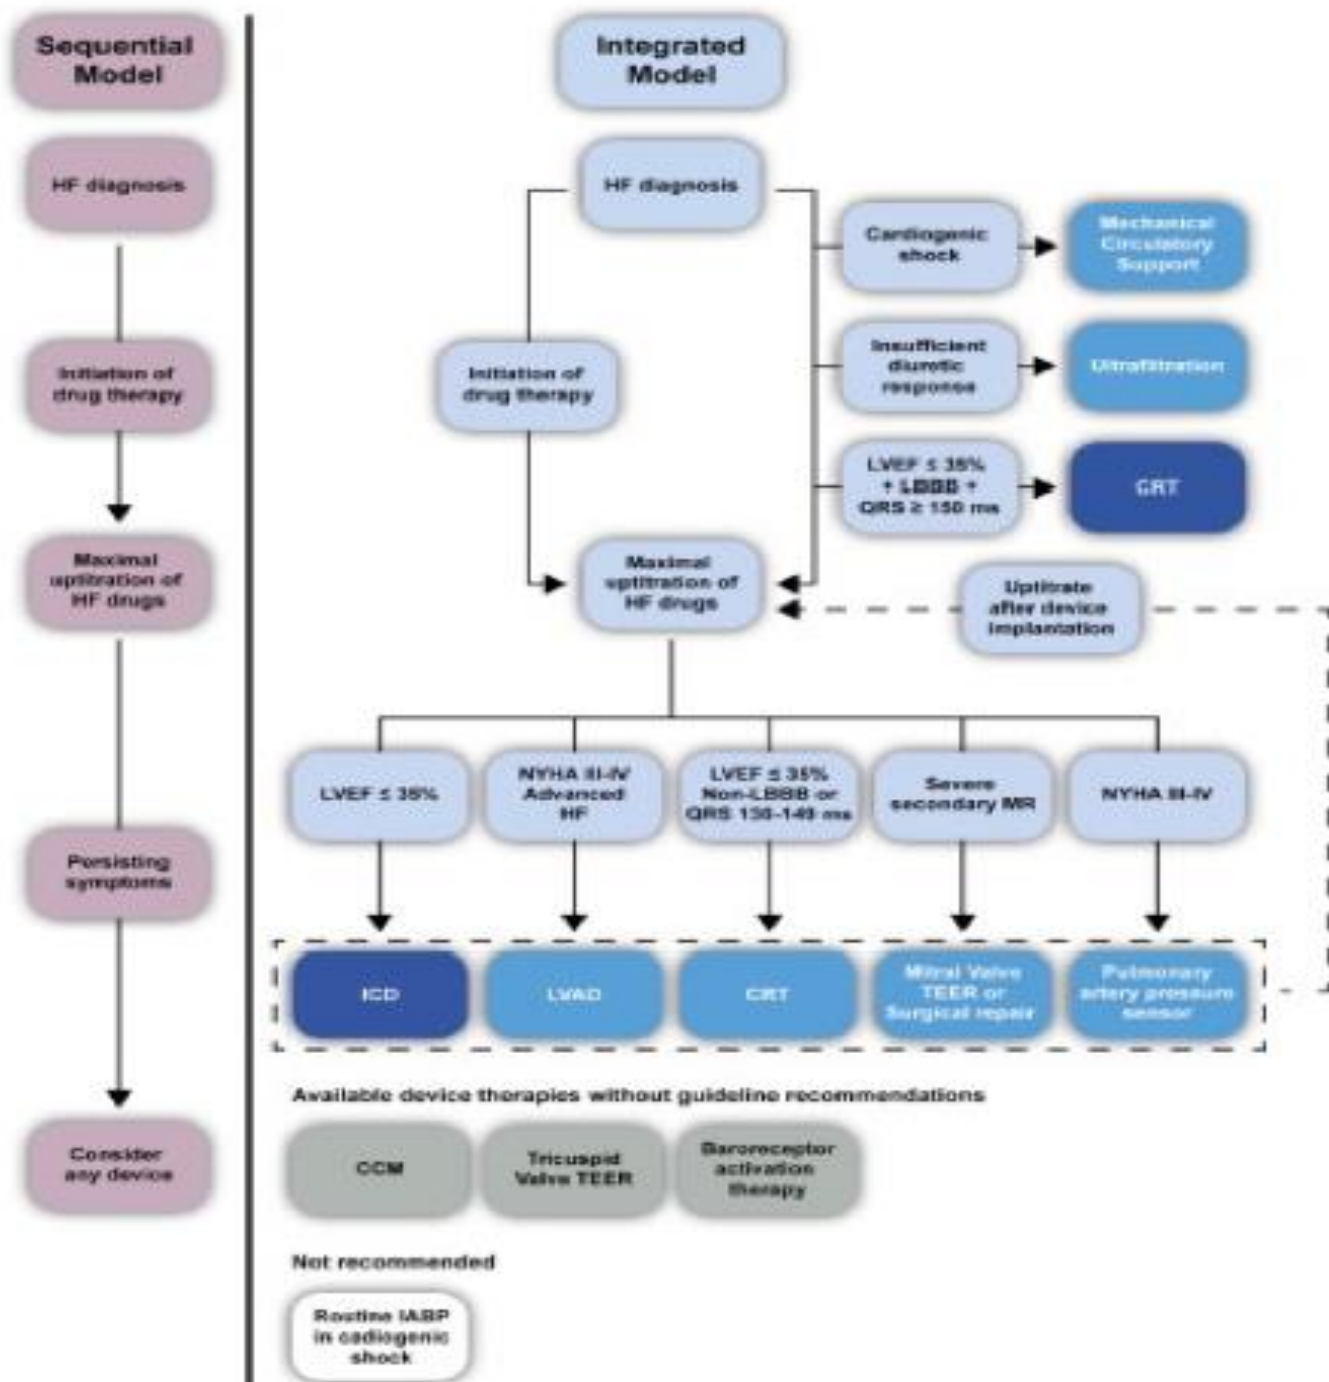 Sequential
Model
HF diagnosis
Initiation of
drug therapy
Maximal
uptitration of
HF drugs
Persisting
symptoms
Consider
any device
Integrated
Model
HF diagnosis
Initiation of
drug therapy
Cardiogenic
shock
Mechanical
Circulatory
Support
Insufficient
diuretic
response
Ultrafiltration
LVEF ≤ 35%
+ LBBB +
QRS ≥ 150 ms
CRT
Maximal
uptitration of
HF drugs
Uptitrate
after device
implantation
LVEF ≤ 35%
NYHA III-IV
Advanced
HF
LVEF ≤ 35%
Non-LBBB or
QRS 130-149 ms
Severe
secondary MR
NYHA III-IV
ICD
LVAD
CRT
Mitral Valve
TEER or
Surgical repair
Pulmonary
artery pressure
sensor
Available device therapies without guideline recommendations
CCM
Tricuspid
Valve TEER
Baroreceptor
activation
therapy
Not recommended
Routine IABP
in cadiogenic
shock